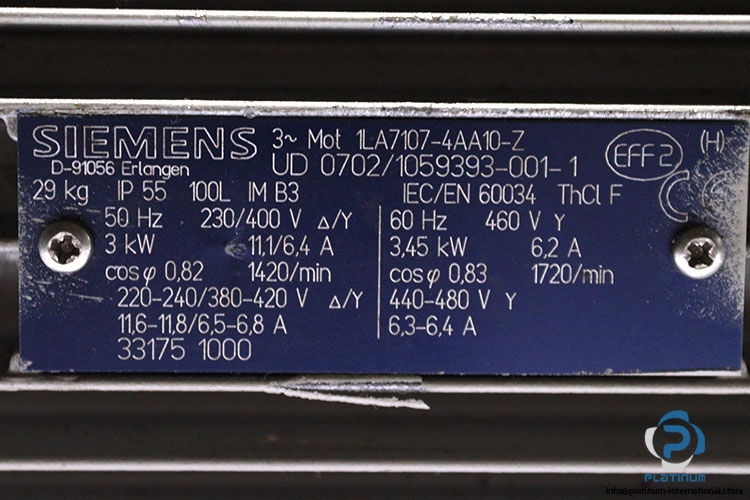 SIEMENS 3~ Mot 1LA7107-4AA10-Z
D-91056 Erlangen UD 0702/1059393-001-1
EFF2 (H)
29 kg IP 55 100L IM B3 IEC/EN 60034 ThCl F
CE
50 Hz 230/400 V Δ/Y
3 kW 11,1/6,4 A
cosφ 0,82 1420/min
220-240/380-420 V Δ/Y
11,6-11,8/6,5-6,8 A
33175 1000
60 Hz 460 V Y
3,45 kW 6,2 A
cosφ 0,83 1720/min
440-480 V Y
6,3-6,4 A
PLATINUM
Info@platinum-international.store